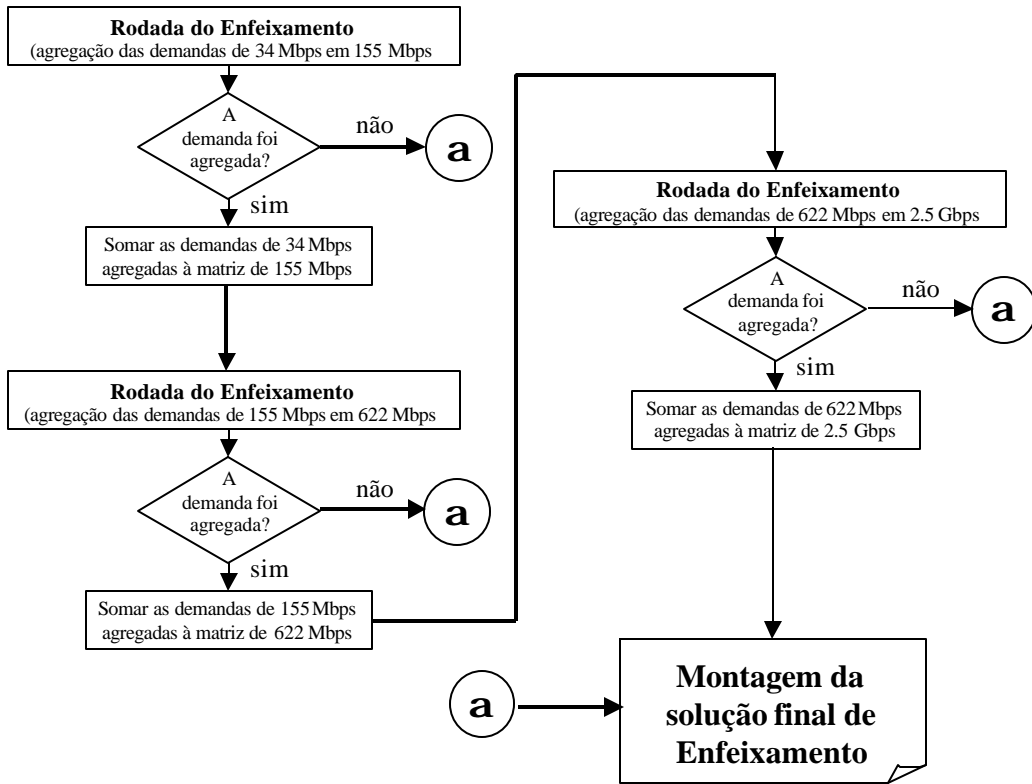 Rodada do Enfeixamento
(agregação das demandas de 34 Mbps em 155 Mbps
A
demanda foi
agregada?
não
a
sim
Somar as demandas de 34 Mbps
agregadas à matriz de 155 Mbps
Rodada do Enfeixamento
(agregação das demandas de 155 Mbps em 622 Mbps
A
demanda foi
agregada?
não
a
sim
Somar as demandas de 155 Mbps
agregadas à matriz de 622 Mbps
Rodada do Enfeixamento
(agregação das demandas de 622 Mbps em 2.5 Gbps
A
demanda foi
agregada?
não
a
sim
Somar as demandas de 622 Mbps
agregadas à matriz de 2.5 Gbps
a
Montagem da
solução final de
Enfeixamento